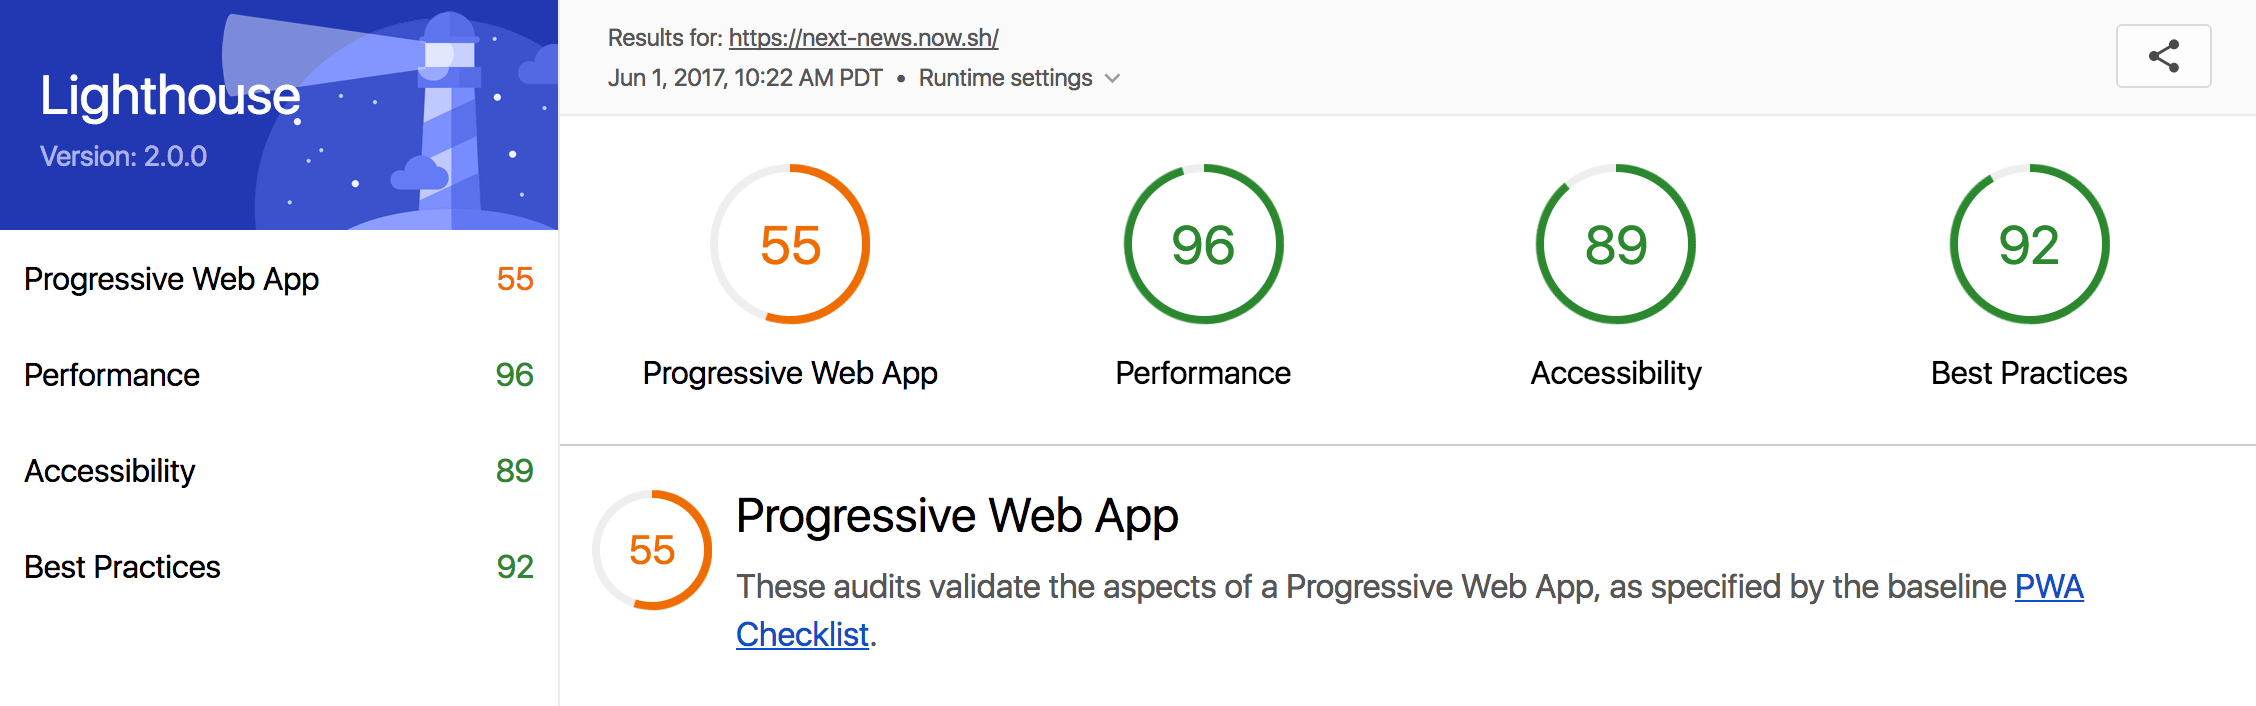 Lighthouse
Version: 2.0.0
Progressive Web App 55
Performance 96
Accessibility 89
Best Practices 92
Results for: https://next-news.now.sh/
Jun 1, 2017, 10:22 AM PDT • Runtime settings
55
Progressive Web App
96
Performance
89
Accessibility
92
Best Practices
55
Progressive Web App
These audits validate the aspects of a Progressive Web App, as specified by the baseline PWA
Checklist.